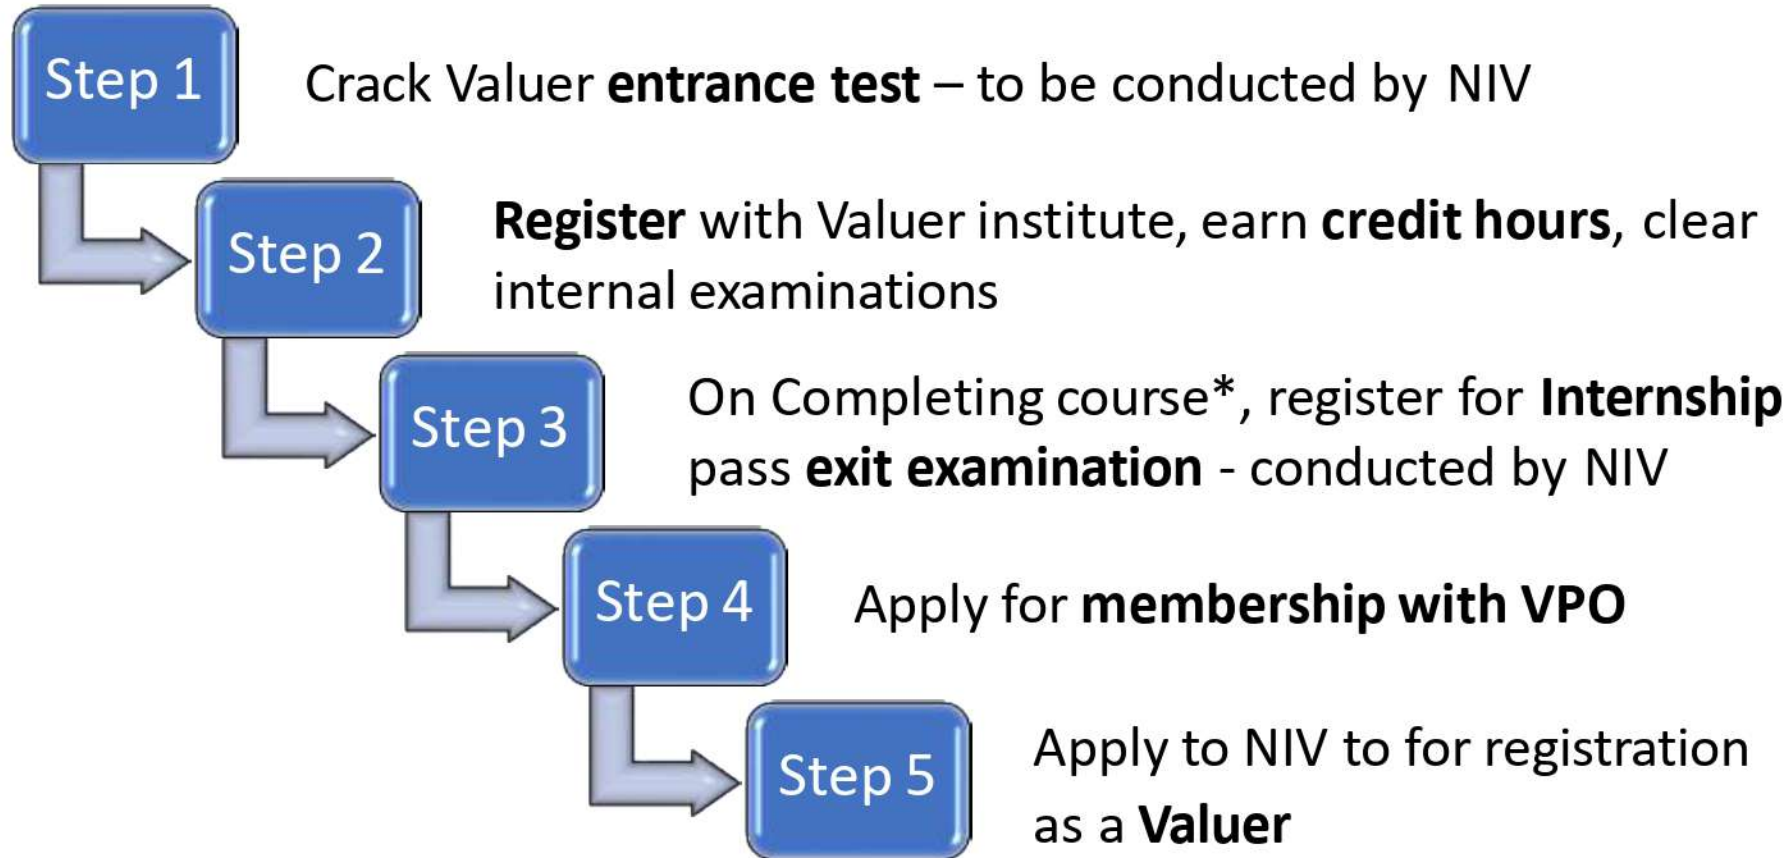 Step 1
Crack Valuer entrance test – to be conducted by NIV
Step 2
Register with Valuer institute, earn credit hours, clear
internal examinations
Step 3
On Completing course*, register for Internship
pass exit examination - conducted by NIV
Step 4
Apply for membership with VPO
Step 5
Apply to NIV to for registration
as a Valuer